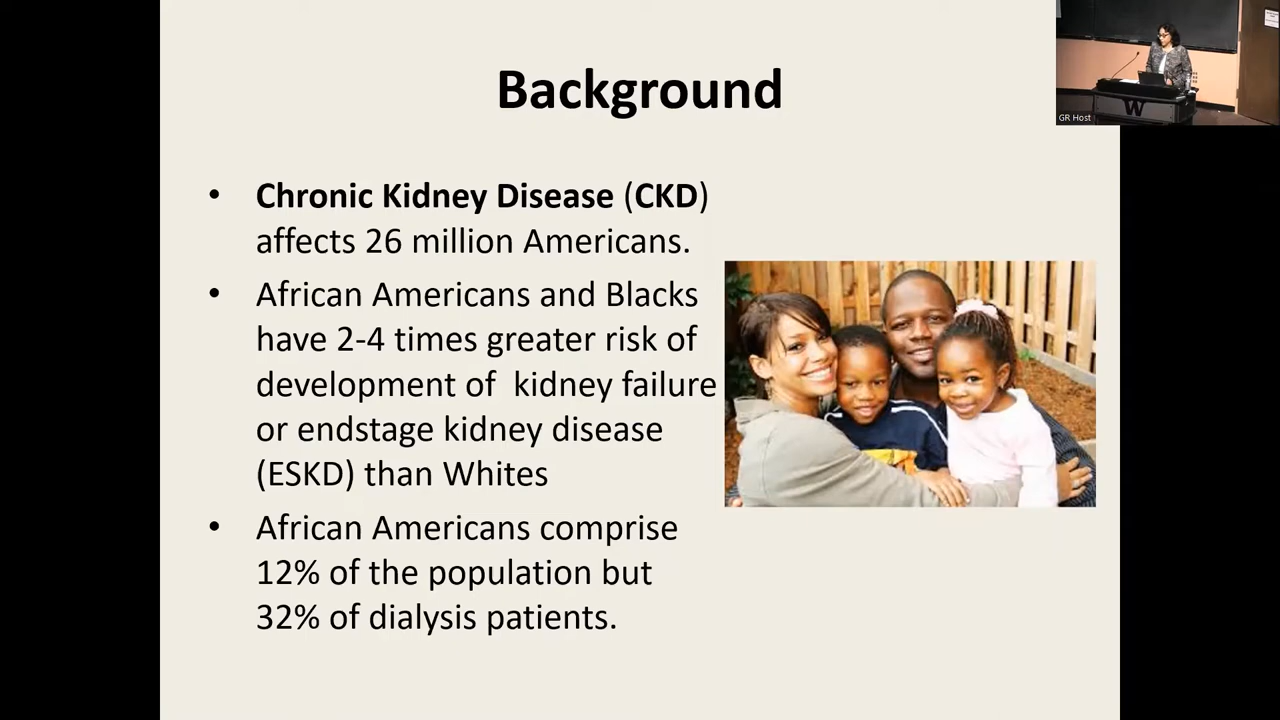 Background
• Chronic Kidney Disease (CKD)
affects 26 million Americans.
• African Americans and Blacks
have 2-4 times greater risk of
development of  kidney failure
or endstage kidney disease
(ESKD) than Whites
• African Americans comprise
12% of the population but
32% of dialysis patients.
GR Host
W